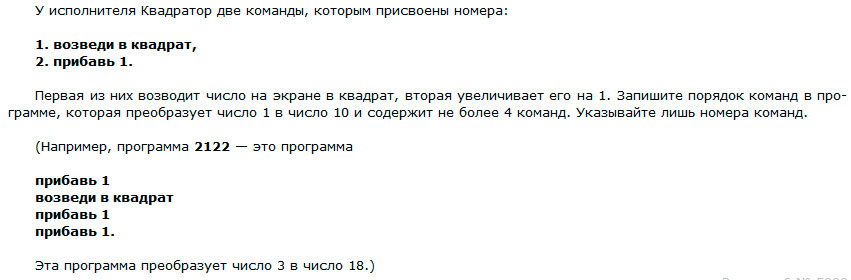 У исполнителя Квадратор две команды, которым присвоены номера:
1. возведи в квадрат,
2. прибавь 1.
Первая из них возводит число на экране в квадрат, вторая увеличивает его на 1. Запишите порядок команд в про-
грамме, которая преобразует число 1 в число 10 и содержит не более 4 команд. Указывайте лишь номера команд.
(Например, программа 2122 — это программа
прибавь 1
возведи в квадрат
прибавь 1
прибавь 1.
Эта программа преобразует число 3 в число 18.)